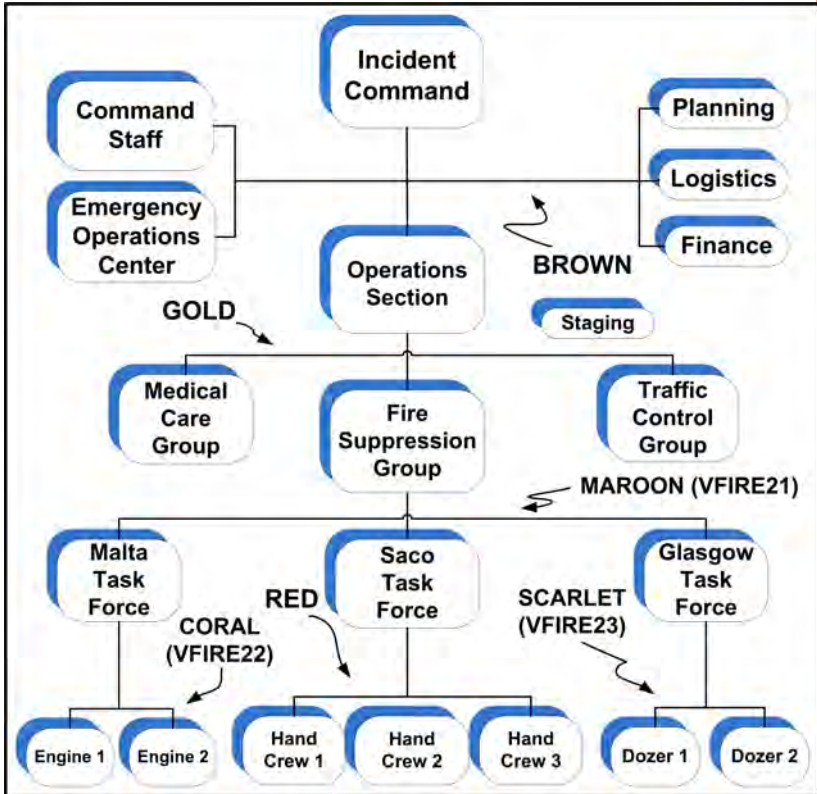 Incident
Command
Command
Staff
Emergency
Operations
Center
Planning
Logistics
Finance
BROWN
Operations
Section
Staging
GOLD
Medical
Care
Group
Fire
Suppression
Group
Traffic
Control
Group
MAROON (VFIRE21)
Malta
Task
Force
Saco
Task
Force
Glasgow
Task
Force
CORAL
(VFIRE22)
RED
SCARLET
(VFIRE23)
Engine 1
Engine 2
Hand
Crew 1
Hand
Crew 2
Hand
Crew 3
Dozer 1
Dozer 2